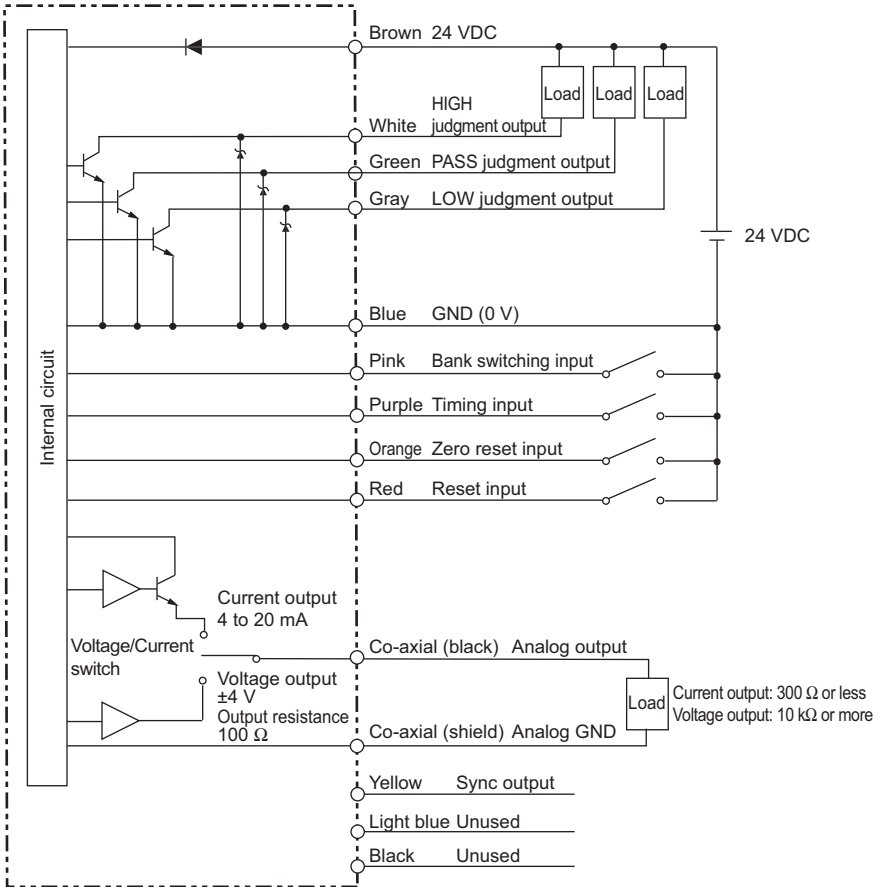 Brown 24 VDC
Load Load Load
HIGH
White judgment output
Green PASS judgment output
Gray LOW judgment output
24 VDC
Blue GND (0 V)
Internal circuit
Pink Bank switching input
Purple Timing input
Orange Zero reset input
Red Reset input
Current output
4 to 20 mA
Voltage/Current
switch
Co-axial (black) Analog output
Voltage output
±4 V
Output resistance
100 Ω
Load
Current output: 300 Ω or less
Voltage output: 10 kΩ or more
Co-axial (shield) Analog GND
Yellow Sync output
Light blue Unused
Black Unused